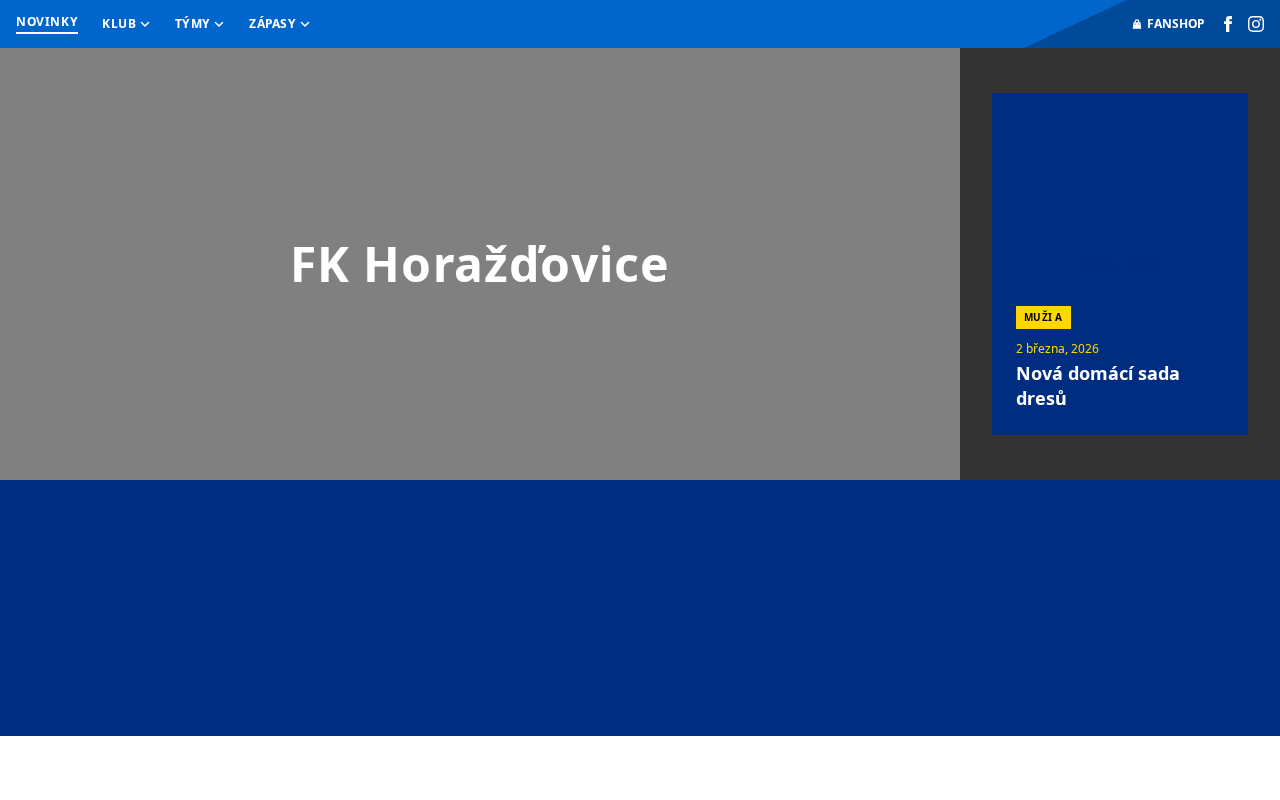 NOVINKY
KLUB
TÝMY
ZÁPASY
FANSHOP
FK Horažďovice
MUŽI A
2 března, 2026
Nová domácí sada
dresů